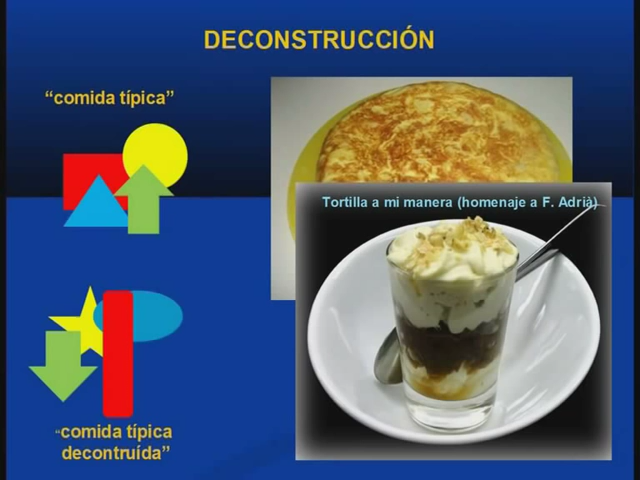 DECONSTRUCCIÓN
“comida típica”
Tortilla a mi manera (homenaje a F. Adrià)
“comida típica
decontruída”